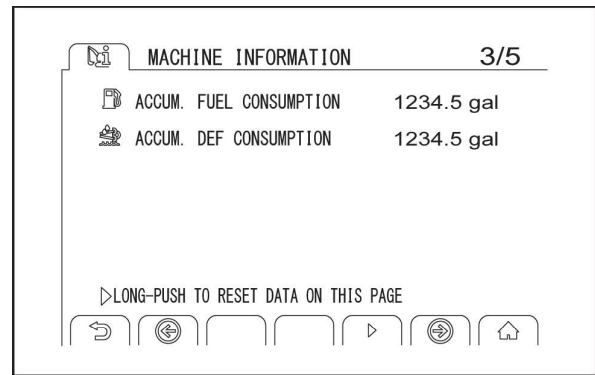 MACHINE INFORMATION 3/5
ACCUM. FUEL CONSUMPTION 1234.5 gal
ACCUM. DEF CONSUMPTION 1234.5 gal
▷LONG-PUSH TO RESET DATA ON THIS PAGE